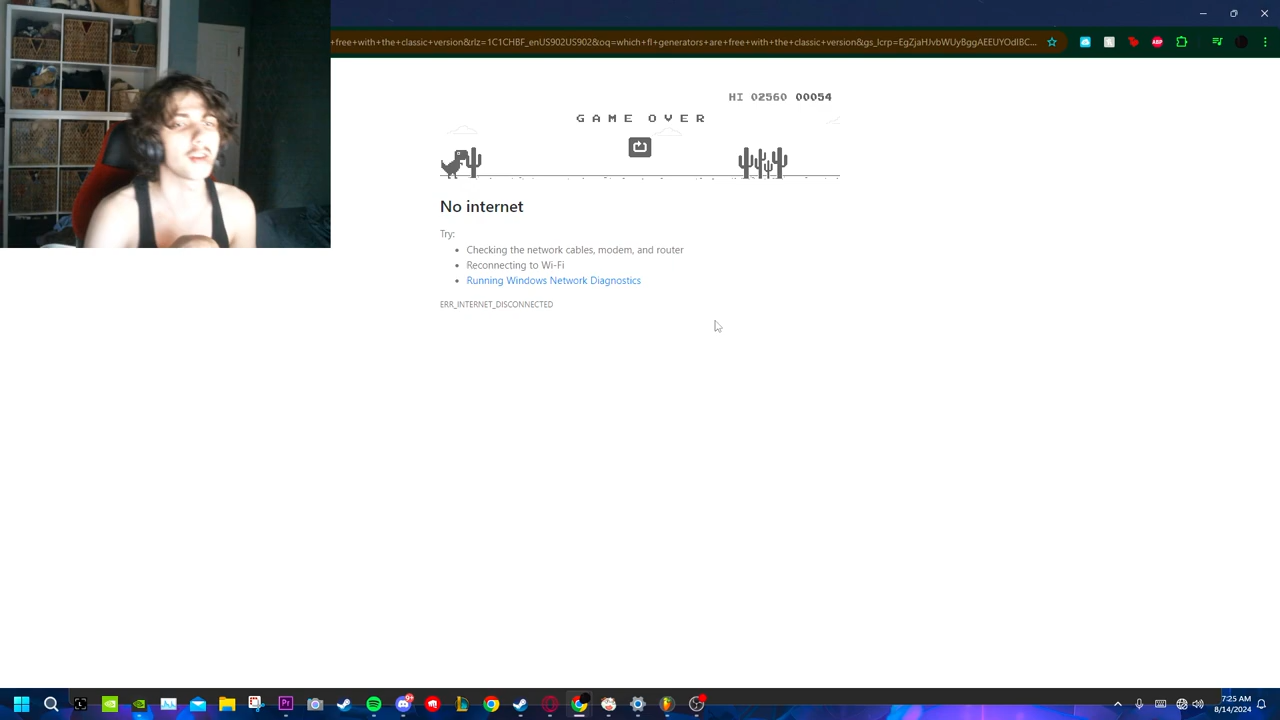 free+with+the+classic+version&rlz=1C1CHBF_enUS902US902&oq=which+fl+generators+are+free+with+the+classic+version&gs_lcrp=EgZjaHJvbWUyBggAEEUYOdIBC...
HI 02560 00054
GAME OVER
No internet
Try:
• Checking the network cables, modem, and router
• Reconnecting to Wi-Fi
• Running Windows Network Diagnostics
ERR_INTERNET_DISCONNECTED
7:25 AM
8/14/2024